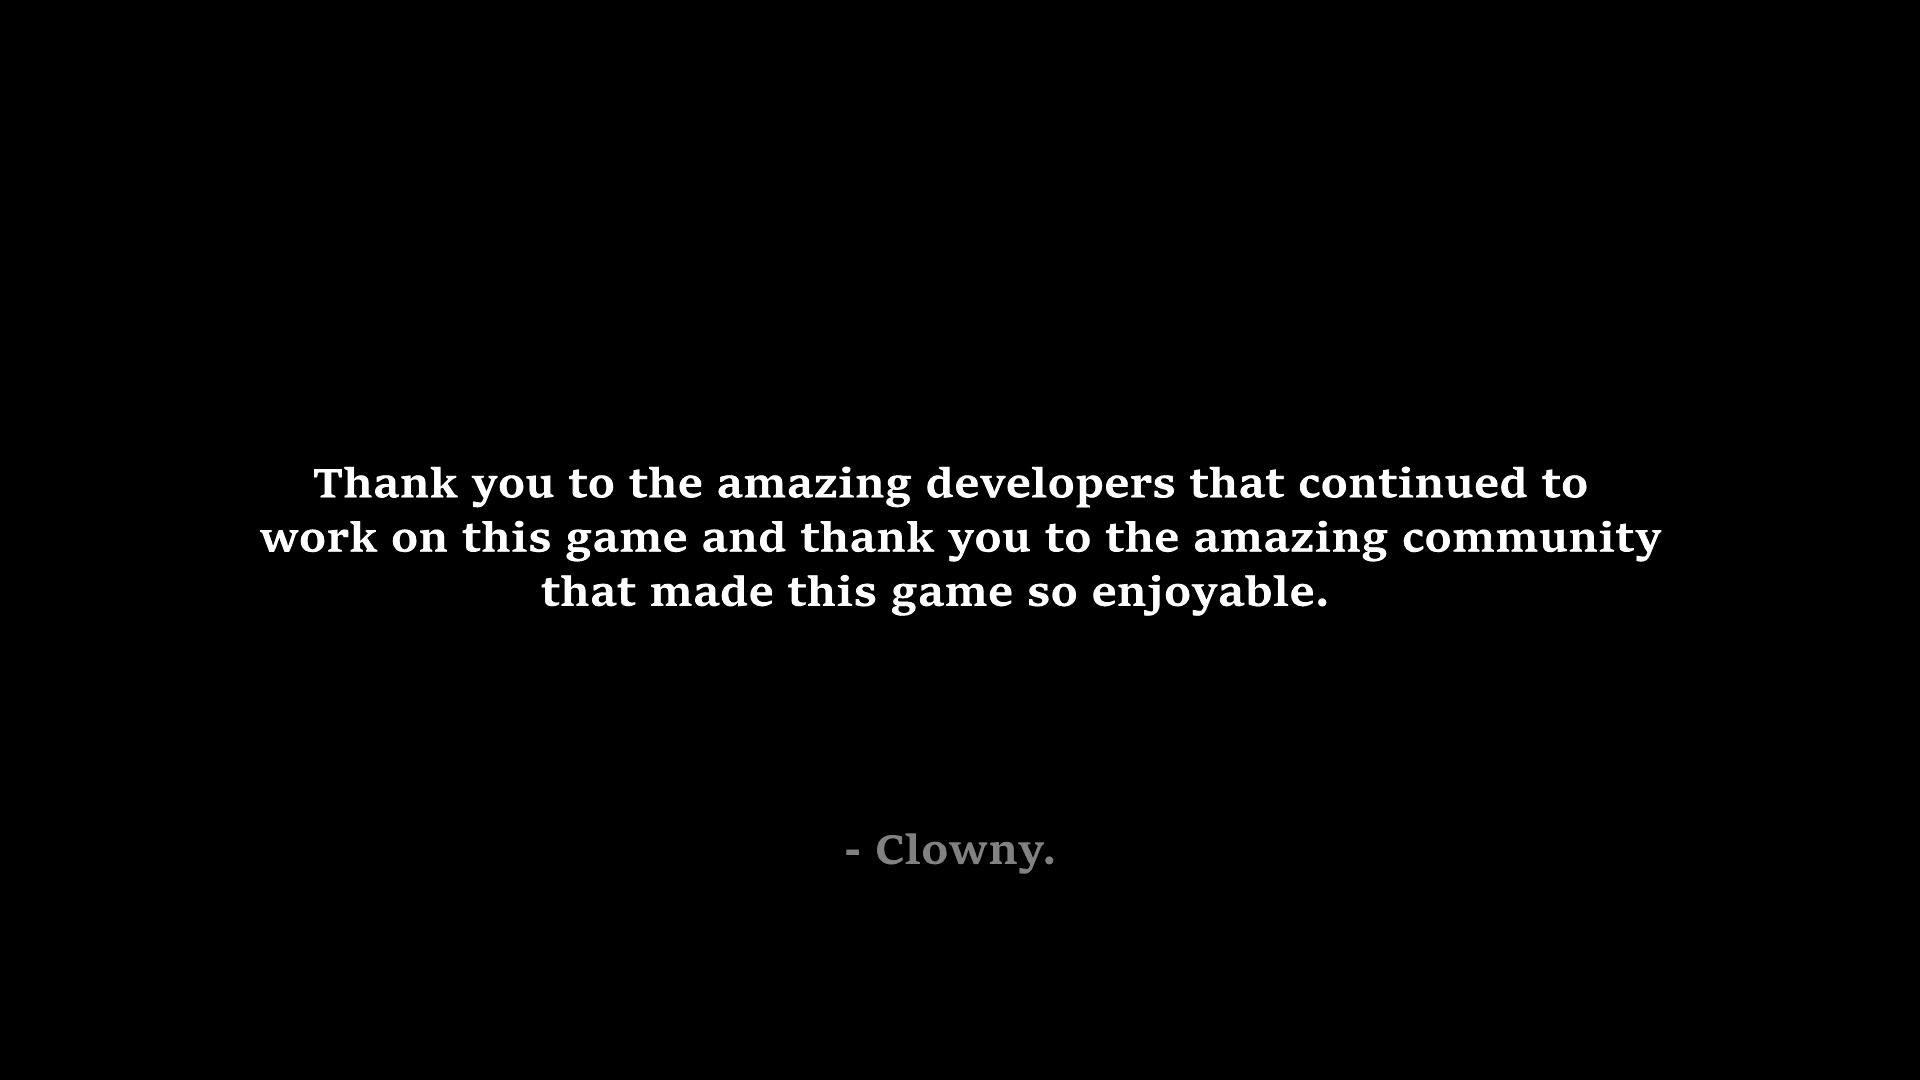 Thank you to the amazing developers that continued to
work on this game and thank you to the amazing community
that made this game so enjoyable.
- Clowny.